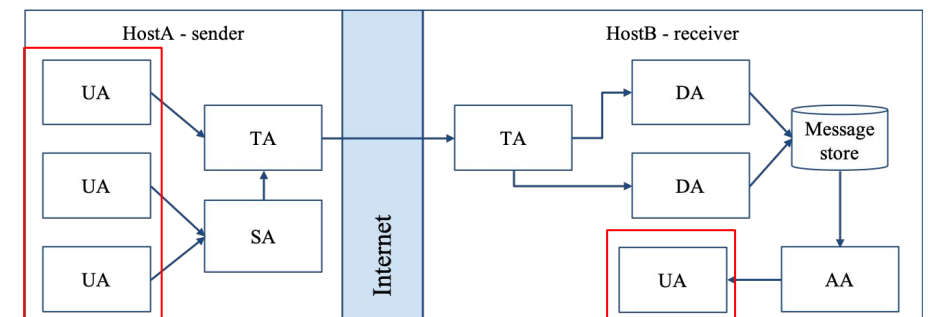 HostA - sender
HostB - receiver
UA
DA
TA
TA
Message
store
UA
DA
SA
Internet
UA
UA
AA